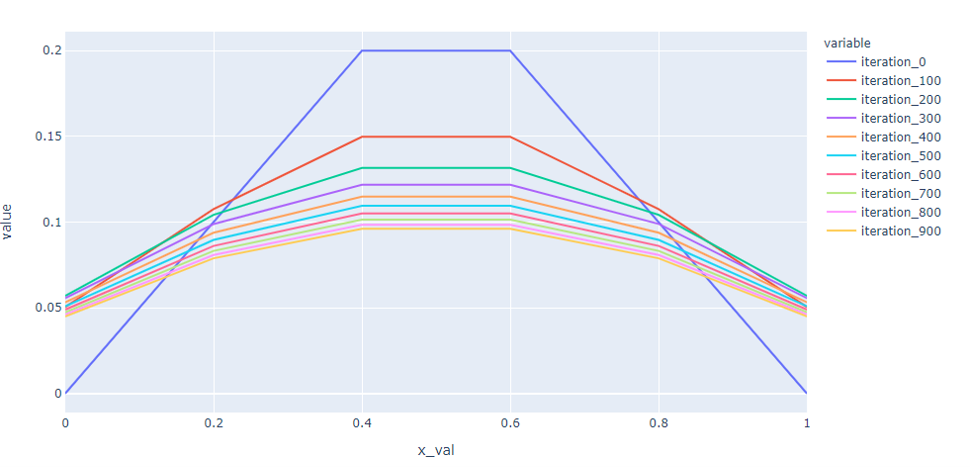 variable
iteration_0
iteration_100
iteration_200
iteration_300
iteration_400
iteration_500
iteration_600
iteration_700
iteration_800
iteration_900
0.2
0.15
0.1
0.05
0
value
0 0.2 0.4 0.6 0.8 1
x_val